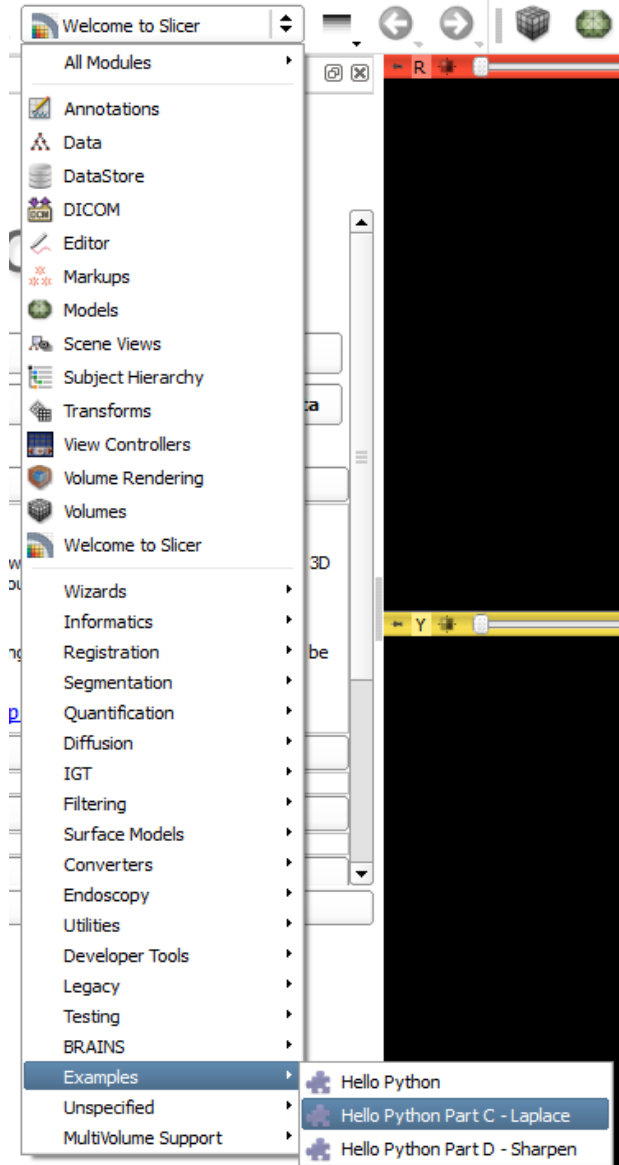 Welcome to Slicer
All Modules
R
Annotations
Data
DataStore
DICOM
Editor
Markups
Models
Scene Views
Subject Hierarchy
ta
Transforms
View Controllers
Volume Rendering
Volumes
Welcome to Slicer
3D
Wizards
Informatics
Y
Registration
be
Segmentation
Quantification
Diffusion
IGT
Filtering
Surface Models
Converters
Endoscopy
Utilities
Developer Tools
Legacy
Testing
BRAINS
Examples
Hello Python
Unspecified
Hello Python Part C - Laplace
MultiVolume Support
Hello Python Part D - Sharpen